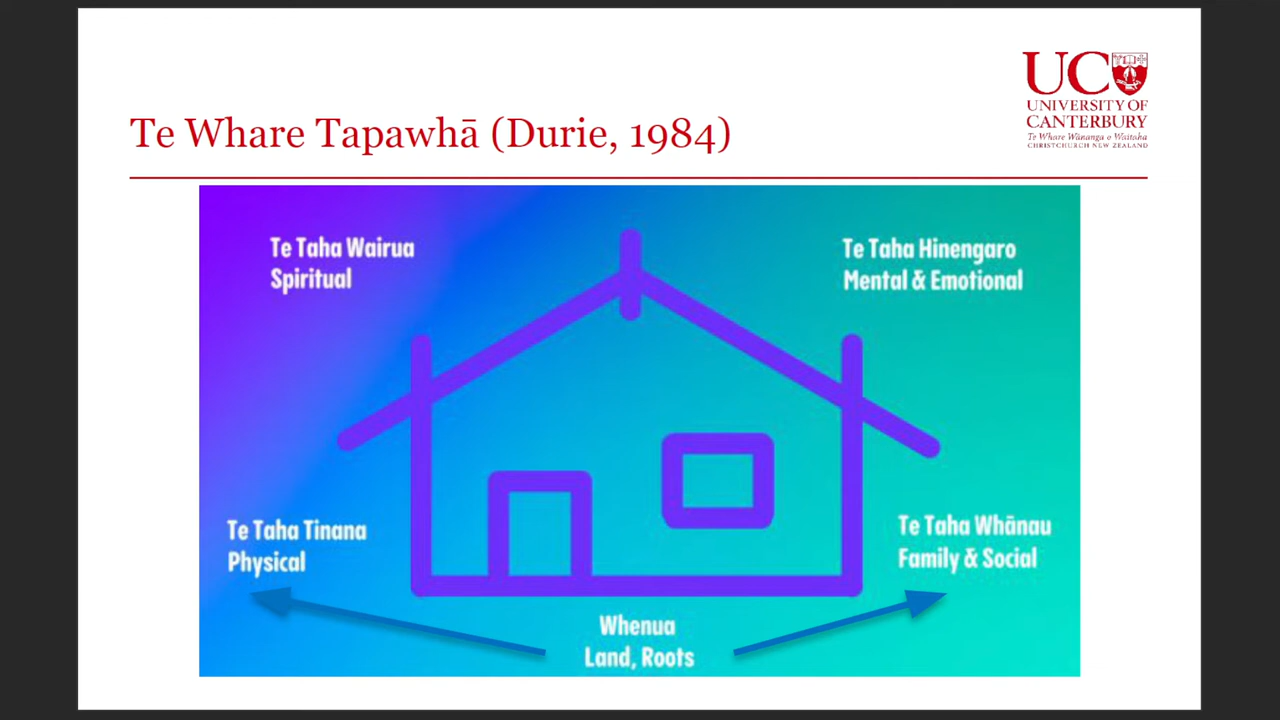 UC
UNIVERSITY OF
CANTERBURY
Te Whare Wānanga o Waitaha
CHRISTCHURCH NEW ZEALAND
Te Whare Tapawhā (Durie, 1984)
Te Taha Wairua
Spiritual
Te Taha Hinengaro
Mental & Emotional
Te Taha Tinana
Physical
Te Taha Whānau
Family & Social
Whenua
Land, Roots